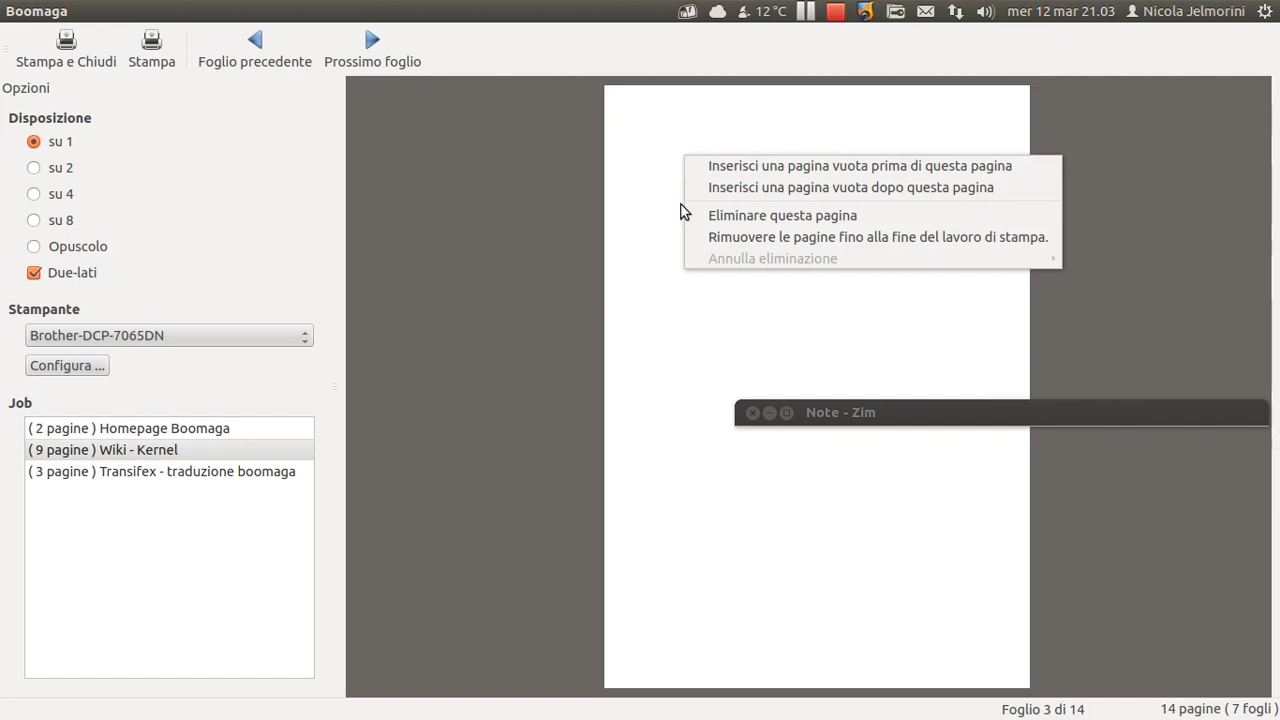 Boomaga
12 °C
mer 12 mar 21.03
Nicola Jelmorini
Stampa e Chiudi
Stampa
Foglio precedente
Prossimo foglio
Opzioni
Disposizione
su 1
su 2
su 4
su 8
Opuscolo
Due-lati
Stampante
Brother-DCP-7065DN
Configura ...
Job
( 2 pagine ) Homepage Boomaga
( 9 pagine ) Wiki - Kernel
( 3 pagine ) Transifex - traduzione boomaga
Inserisci una pagina vuota prima di questa pagina
Inserisci una pagina vuota dopo questa pagina
Eliminare questa pagina
Rimuovere le pagine fino alla fine del lavoro di stampa.
Annulla eliminazione
Note - Zim
Foglio 3 di 14
14 pagine ( 7 fogli )